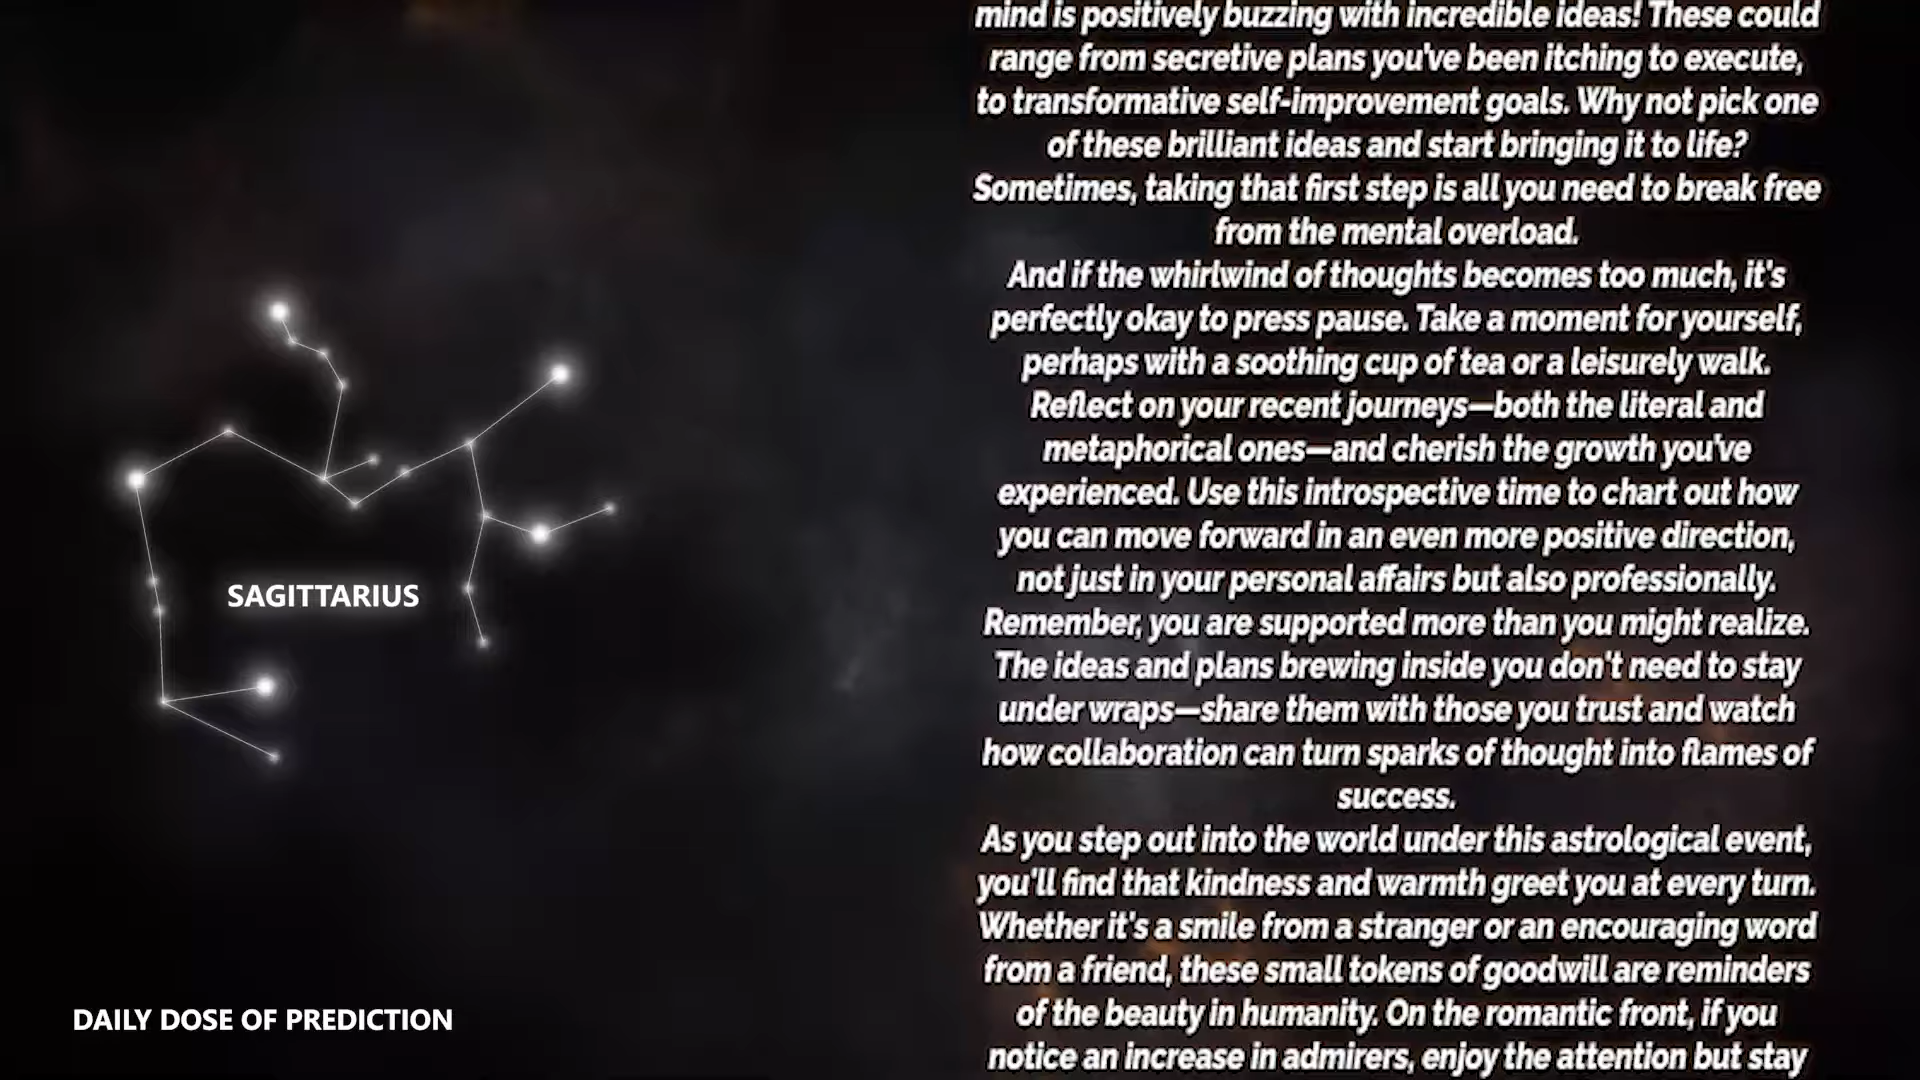 mind is positively buzzing with incredible ideas! These could
range from secretive plans you've been itching to execute,
to transformative self-improvement goals. Why not pick one
of these brilliant ideas and start bringing it to life?
Sometimes, taking that first step is all you need to break free
from the mental overload.
And if the whirlwind of thoughts becomes too much, it's
perfectly okay to press pause. Take a moment for yourself,
perhaps with a soothing cup of tea or a leisurely walk.
Reflect on your recent journeys—both the literal and
metaphorical ones—and cherish the growth you've
experienced. Use this introspective time to chart out how
you can move forward in an even more positive direction,
not just in your personal affairs but also professionally.
Remember, you are supported more than you might realize.
The ideas and plans brewing inside you don't need to stay
under wraps—share them with those you trust and watch
how collaboration can turn sparks of thought into flames of
success.
As you step out into the world under this astrological event,
you'll find that kindness and warmth greet you at every turn.
Whether it's a smile from a stranger or an encouraging word
from a friend, these small tokens of goodwill are reminders
of the beauty in humanity. On the romantic front, if you
notice an increase in admirers, enjoy the attention but stay
SAGITTARIUS
DAILY DOSE OF PREDICTION